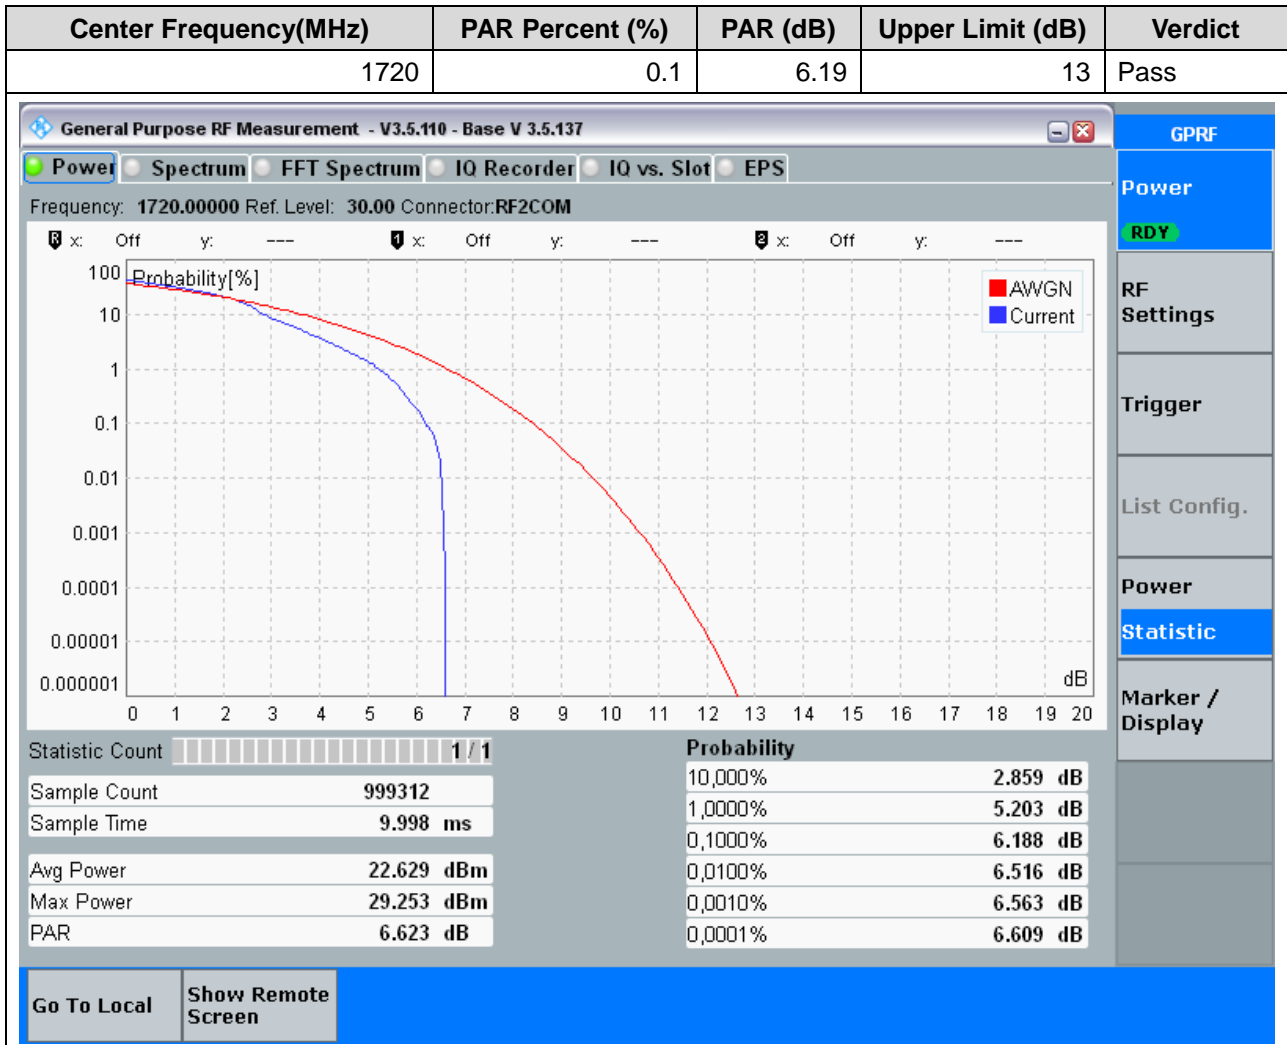 Center Frequency(MHz) PAR Percent (%) PAR (dB) Upper Limit (dB) Verdict
1720 0.1 6.19 13 Pass
General Purpose RF Measurement - V3.5.110 - Base V 3.5.137
GPRF
Power Spectrum FFT Spectrum IQ Recorder IQ vs. Slot EPS
Power
RDY
Frequency: 1720.00000 Ref. Level: 30.00 Connector:RF2COM
R x: Off y: --- 1 x: Off y: --- 2 x: Off y: ---
Probability[%]
AWGN
Current
100
10
1
0.1
0.01
0.001
0.0001
0.00001
0.000001
dB
0 1 2 3 4 5 6 7 8 9 10 11 12 13 14 15 16 17 18 19 20
RF
Settings
Trigger
List Config.
Power
Statistic
Marker /
Display
Statistic Count 1 / 1
Sample Count 999312
Sample Time 9.998 ms
Avg Power 22.629 dBm
Max Power 29.253 dBm
PAR 6.623 dB
Probability
10,000% 2.859 dB
1,0000% 5.203 dB
0,1000% 6.188 dB
0,0100% 6.516 dB
0,0010% 6.563 dB
0,0001% 6.609 dB
Go To Local
Show Remote
Screen